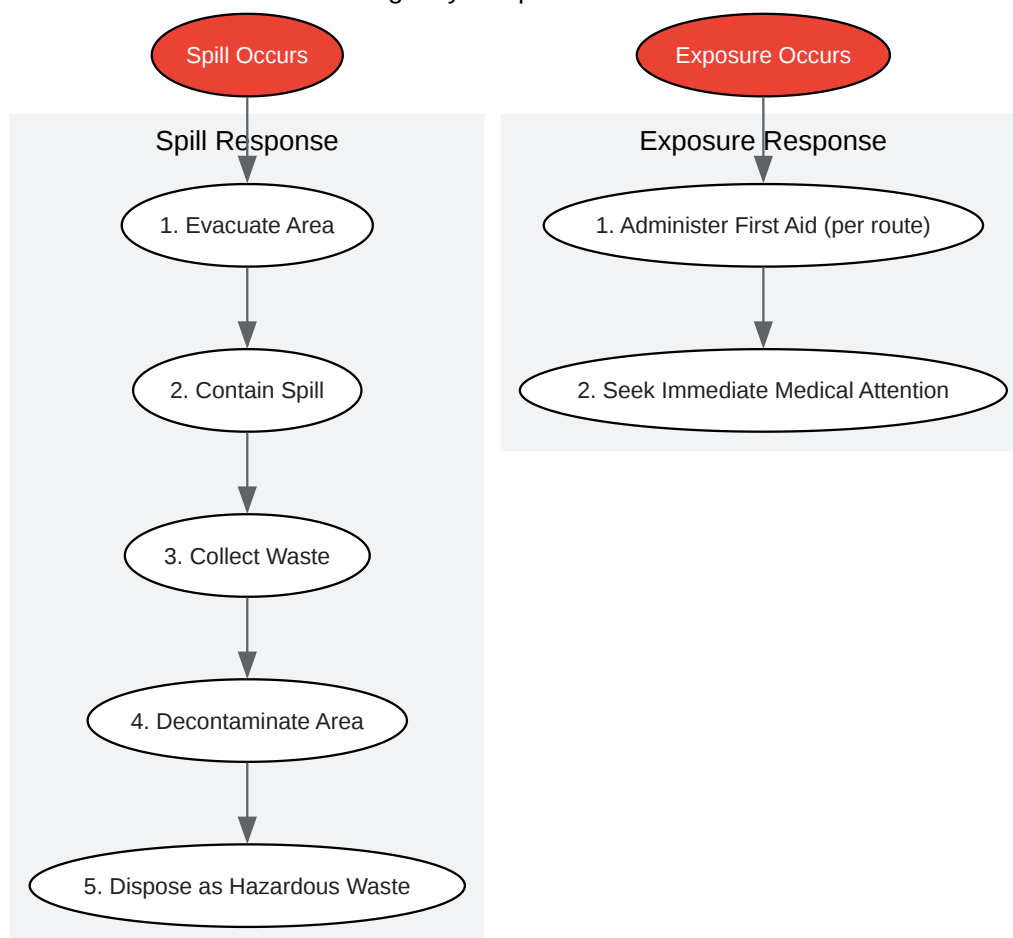 Spill Occurs
Exposure Occurs
Spill Response
Exposure Response
1. Evacuate Area
1. Administer First Aid (per route)
2. Contain Spill
2. Seek Immediate Medical Attention
3. Collect Waste
4. Decontaminate Area
5. Dispose as Hazardous Waste